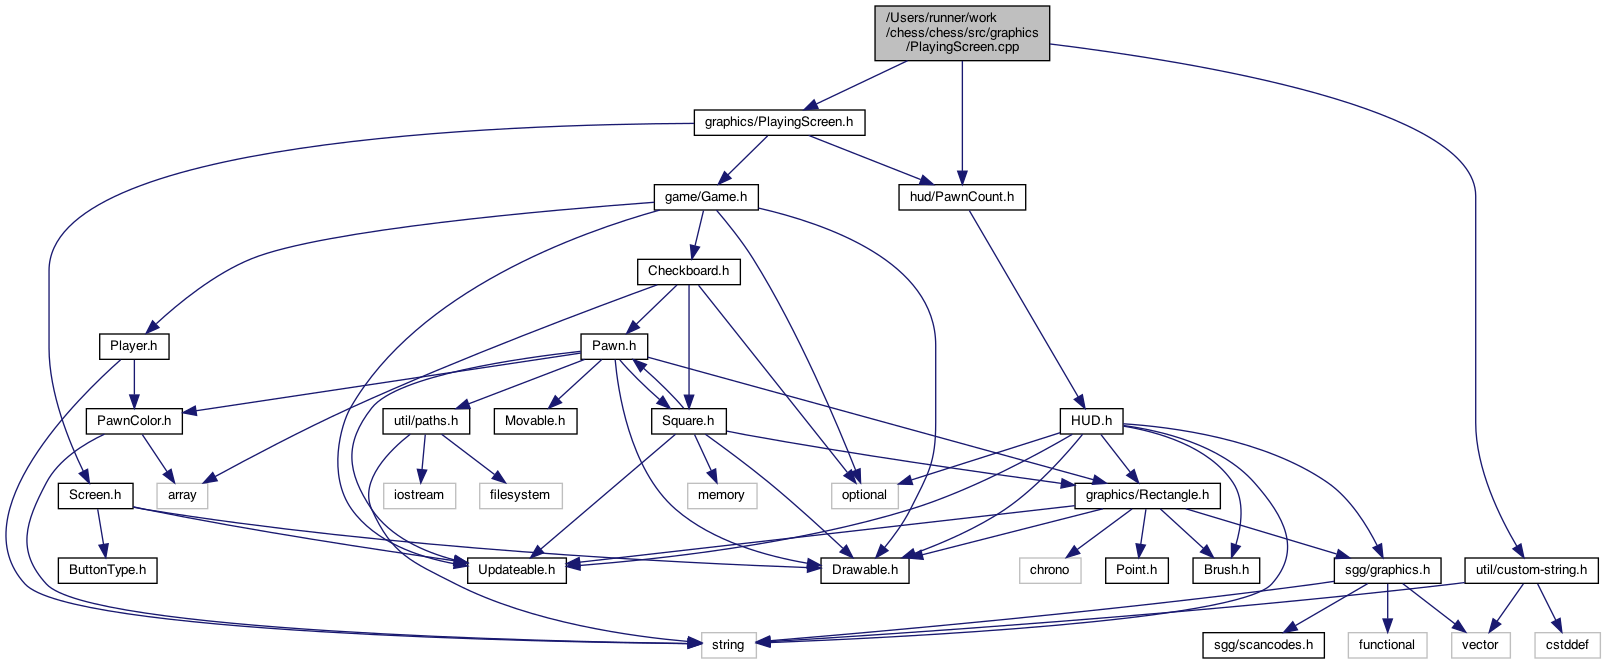 /Users/runner/work
/chess/chess/src/graphics
/PlayingScreen.cpp
graphics/PlayingScreen.h
game/Game.h
hud/PawnCount.h
Checkboard.h
Player.h
Pawn.h
PawnColor.h
util/paths.h
Movable.h
Square.h
HUD.h
Screen.h
array
iostream
filesystem
memory
optional
graphics/Rectangle.h
ButtonType.h
Updateable.h
Drawable.h
chrono
Point.h
Brush.h
sgg/graphics.h
util/custom-string.h
string
sgg/scancodes.h
functional
vector
cstddef